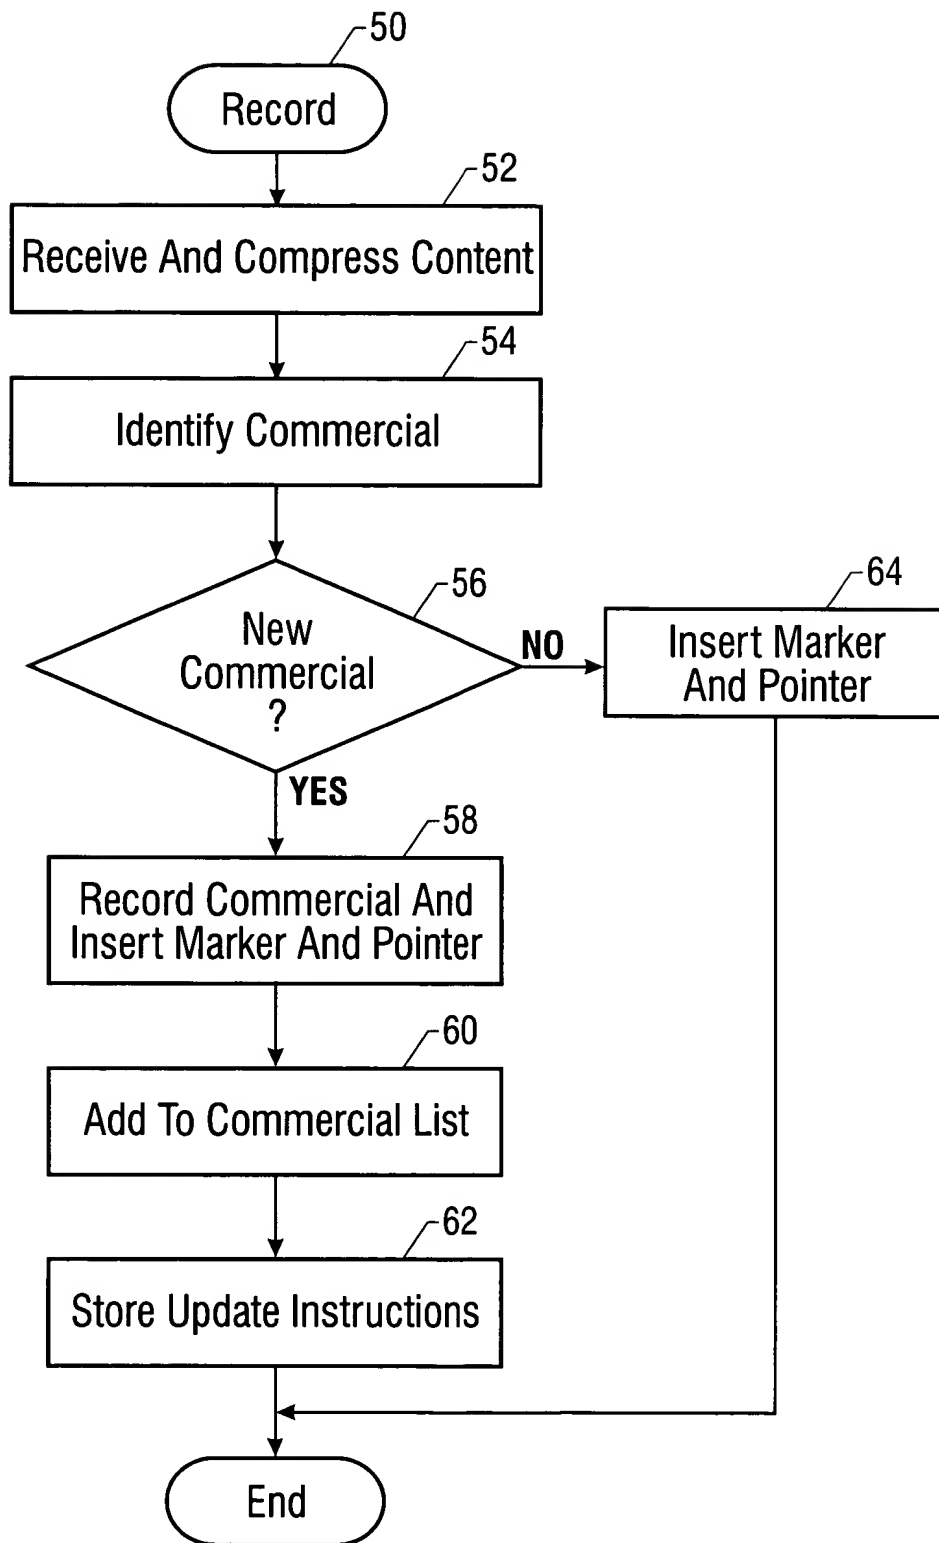 50
Record
52
Receive And Compress Content
54
Identify Commercial
56
New
Commercial
?
NO
64
Insert Marker
And Pointer
YES
58
Record Commercial And
Insert Marker And Pointer
60
Add To Commercial List
62
Store Update Instructions
End